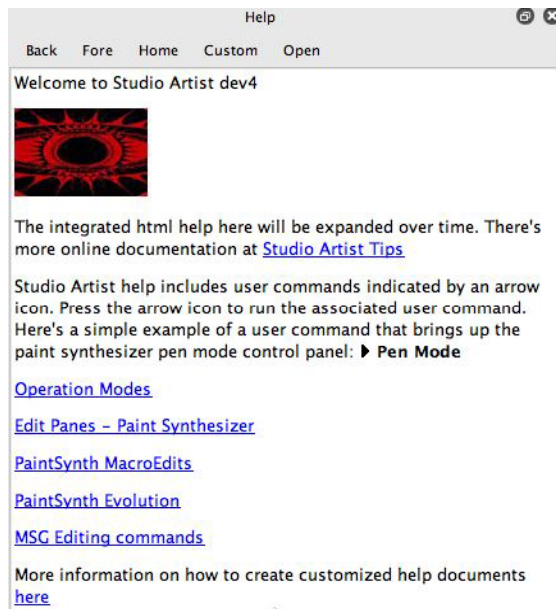 Help
Back Fore Home Custom Open
Welcome to Studio Artist dev4
The integrated html help here will be expanded over time. There's
more online documentation at Studio Artist Tips
Studio Artist help includes user commands indicated by an arrow
icon. Press the arrow icon to run the associated user command.
Here's a simple example of a user command that brings up the
paint synthesizer pen mode control panel: Pen Mode
Operation Modes
Edit Panes - Paint Synthesizer
PaintSynth MacroEdits
PaintSynth Evolution
MSG Editing commands
More information on how to create customized help documents
here